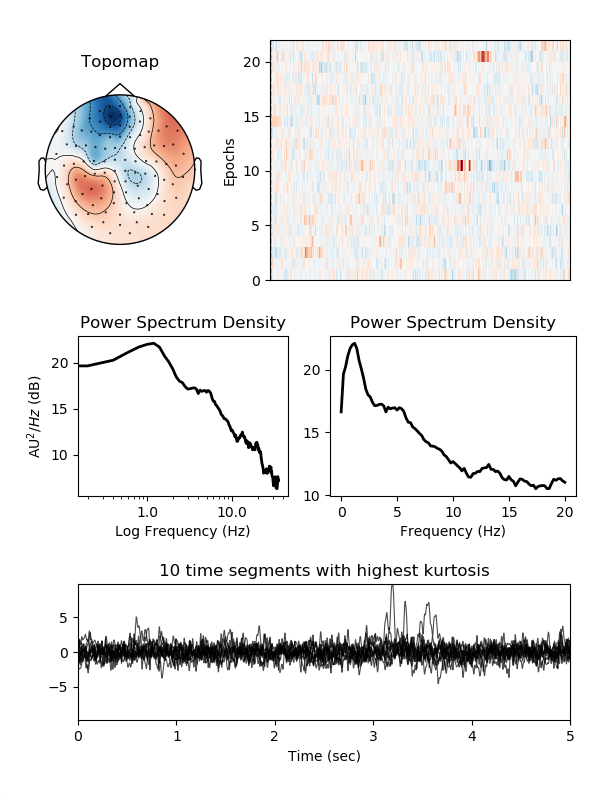 Topomap
20
15
10
5
0
Epochs
Power Spectrum Density
20
15
10
AU²/Hz (dB)
1.0 10.0
Log Frequency (Hz)
Power Spectrum Density
20
15
10
0 5 10 15 20
Frequency (Hz)
10 time segments with highest kurtosis
5
0
−5
0 1 2 3 4 5
Time (sec)